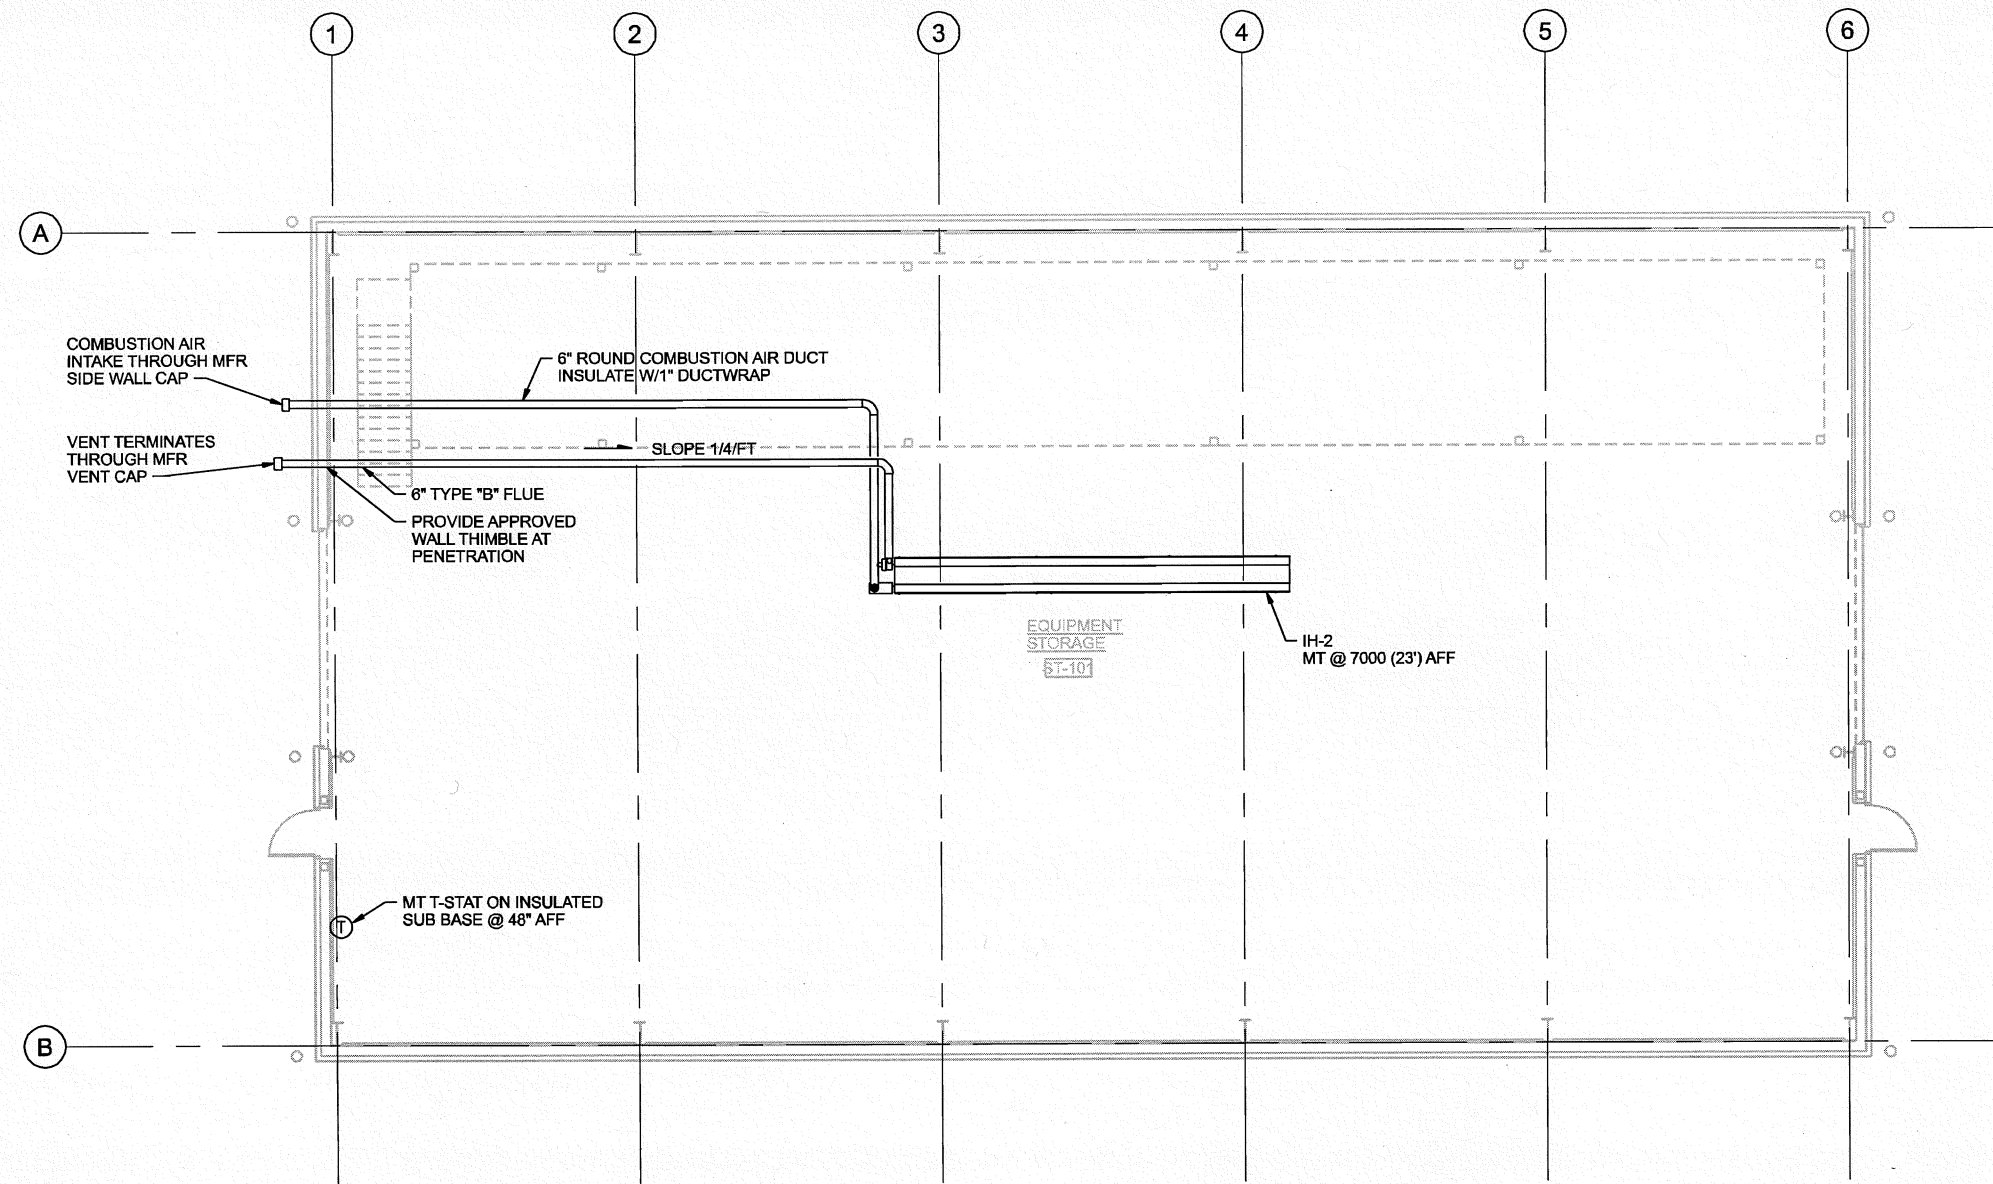 1
2
3
4
5
6
A
COMBUSTION AIR
INTAKE THROUGH MFR
SIDE WALL CAP
6" ROUND COMBUSTION AIR DUCT
INSULATE W/1" DUCTWRAP
VENT TERMINATES
THROUGH MFR
VENT CAP
SLOPE 1/4/FT
6" TYPE "B" FLUE
PROVIDE APPROVED
WALL THIMBLE AT
PENETRATION
EQUIPMENT
STORAGE
ST-101
IH-2
MT @ 7000 (23') AFF
MT T-STAT ON INSULATED
SUB BASE @ 48" AFF
T
B